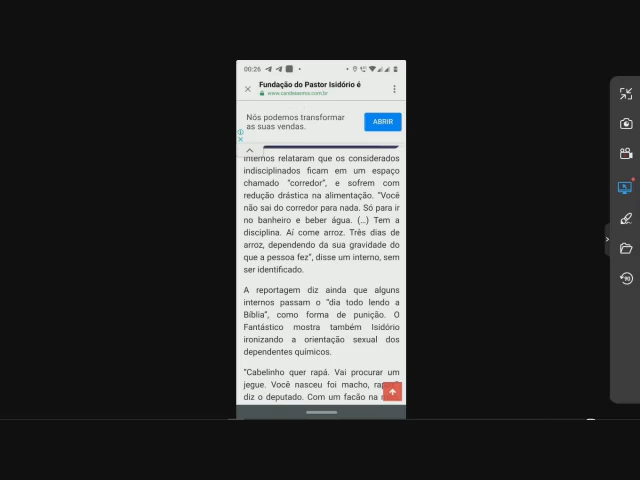 00:26
Fundação do Pastor Isidório é
www.candeiasmix.com.br
Nós podemos transformar
as suas vendas.
ABRIR
internos relataram que os considerados
indisciplinados ficam em um espaço
chamado "corredor", e sofrem com
redução drástica na alimentação. "Você
não sai do corredor para nada. Só para ir
no banheiro e beber água. (...) Tem a
disciplina. Aí come arroz. Três dias de
arroz, dependendo da sua gravidade do
que a pessoa fez", disse um interno, sem
ser identificado.
A reportagem diz ainda que alguns
internos passam o "dia todo lendo a
Bíblia", como forma de punição. O
Fantástico mostra também Isidório
ironizando a orientação sexual dos
dependentes químicos.
"Cabelinho quer rapá. Vai procurar um
jegue. Você nasceu foi macho,
diz o deputado. Com um facão na
90